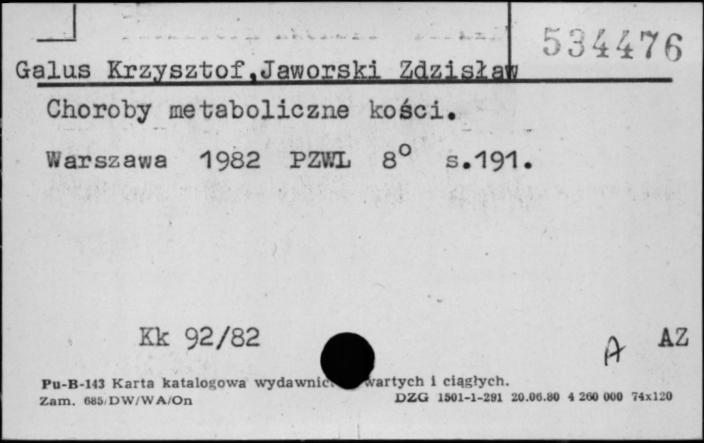 534476
Galus Krzysztof,Jaworski Zdzisław
Choroby metaboliczne kości.
Warszawa 1982 PZWL 8° s.191.
Kk 92/82
A AZ
Pu-B-143 Karta katalogowa wydawnic wartych i ciągłych.
Zam. 685/DW/WA/On DZG 1501-1-291 20.06.80 4 260 000 74x120